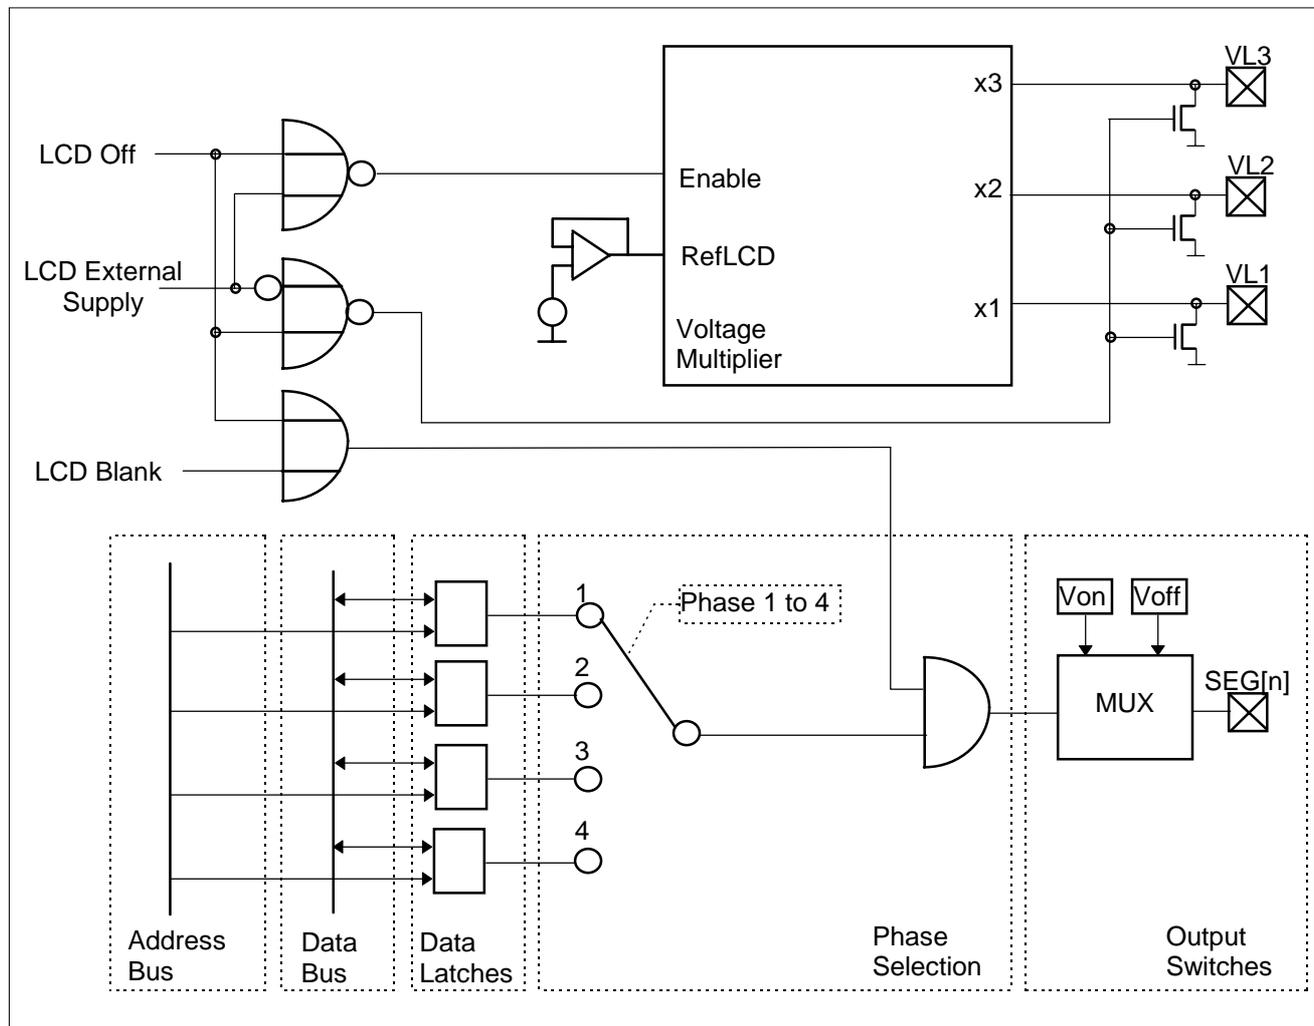 VL3
x3
LCD Off
Enable
x2
VL2
LCD External
Supply
RefLCD
VL1
x1
Voltage
Multiplier
LCD Blank
1
Phase 1 to 4
Von
Voff
2
SEG[n]
MUX
3
4
Address
Bus
Data
Bus
Data
Latches
Phase
Selection
Output
Switches